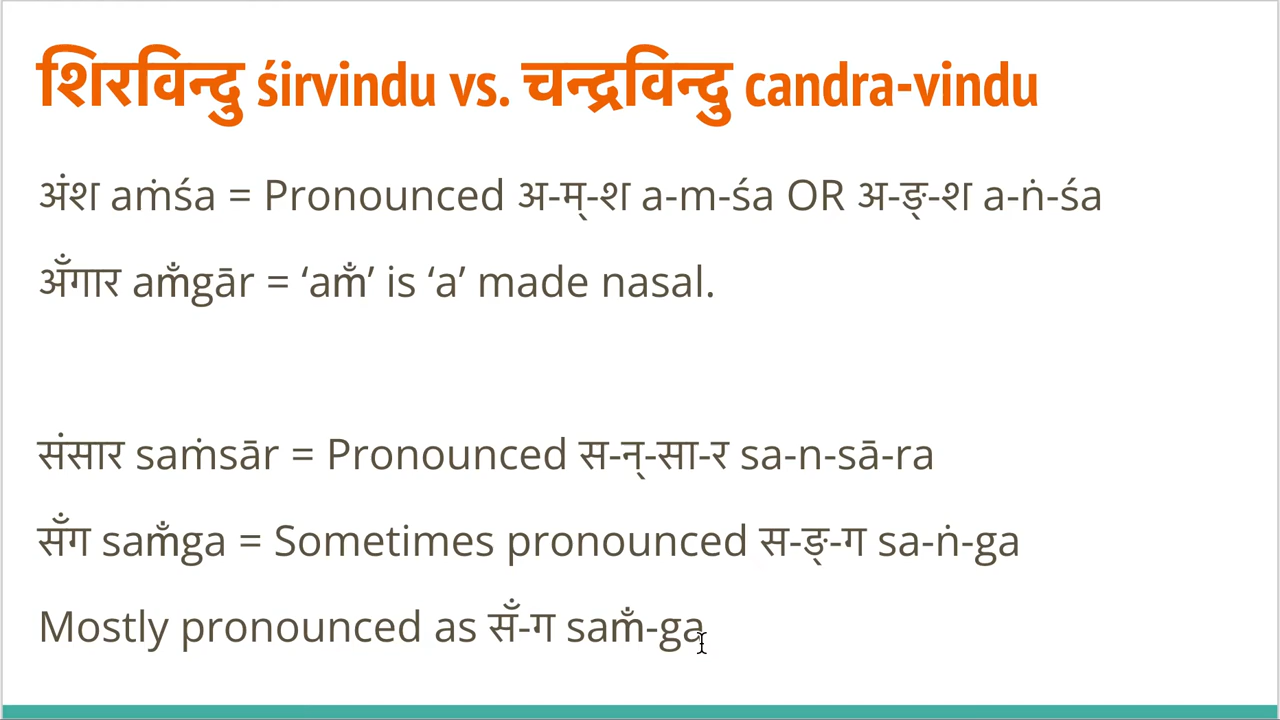 शिरविन्दु śirvindu vs. चन्द्रविन्दु candra-vindu
अंश aṁśa = Pronounced अ-म्-श a-m-śa OR अ-ङ्-श a-ṅ-śa
अँगार am̐gār = ‘am̐’ is ‘a’ made nasal.
संसार saṁsār = Pronounced स-न्-सा-र sa-n-sā-ra
सँग sam̐ga = Sometimes pronounced स-ङ्-ग sa-ṅ-ga
Mostly pronounced as सँ-ग sam̐-ga